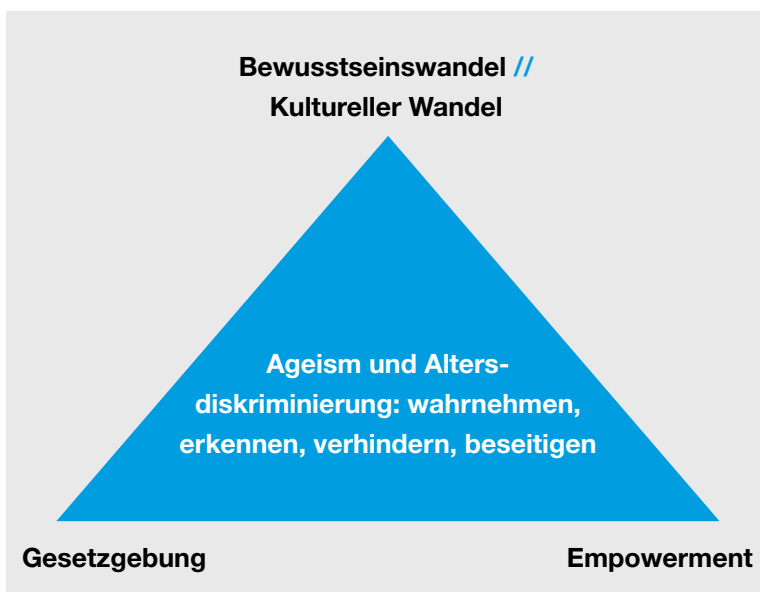 Bewusstseinswandel //
Kultureller Wandel
Ageism und Alters-
diskriminierung: wahrnehmen,
erkennen, verhindern, beseitigen
Gesetzgebung
Empowerment